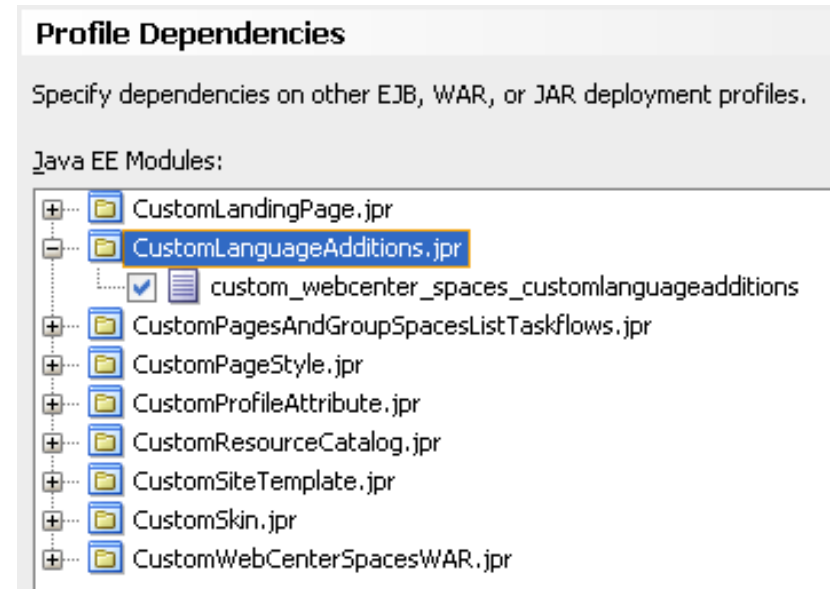 Profile Dependencies
Specify dependencies on other EJB, WAR, or JAR deployment profiles.
Java EE Modules:
CustomLandingPage.jpr
CustomLanguageAdditions.jpr
custom_webcenter_spaces_customlanguageadditions
CustomPagesAndGroupSpacesListTaskflows.jpr
CustomPageStyle.jpr
CustomProfileAttribute.jpr
CustomResourceCatalog.jpr
CustomSiteTemplate.jpr
CustomSkin.jpr
CustomWebCenterSpacesWAR.jpr